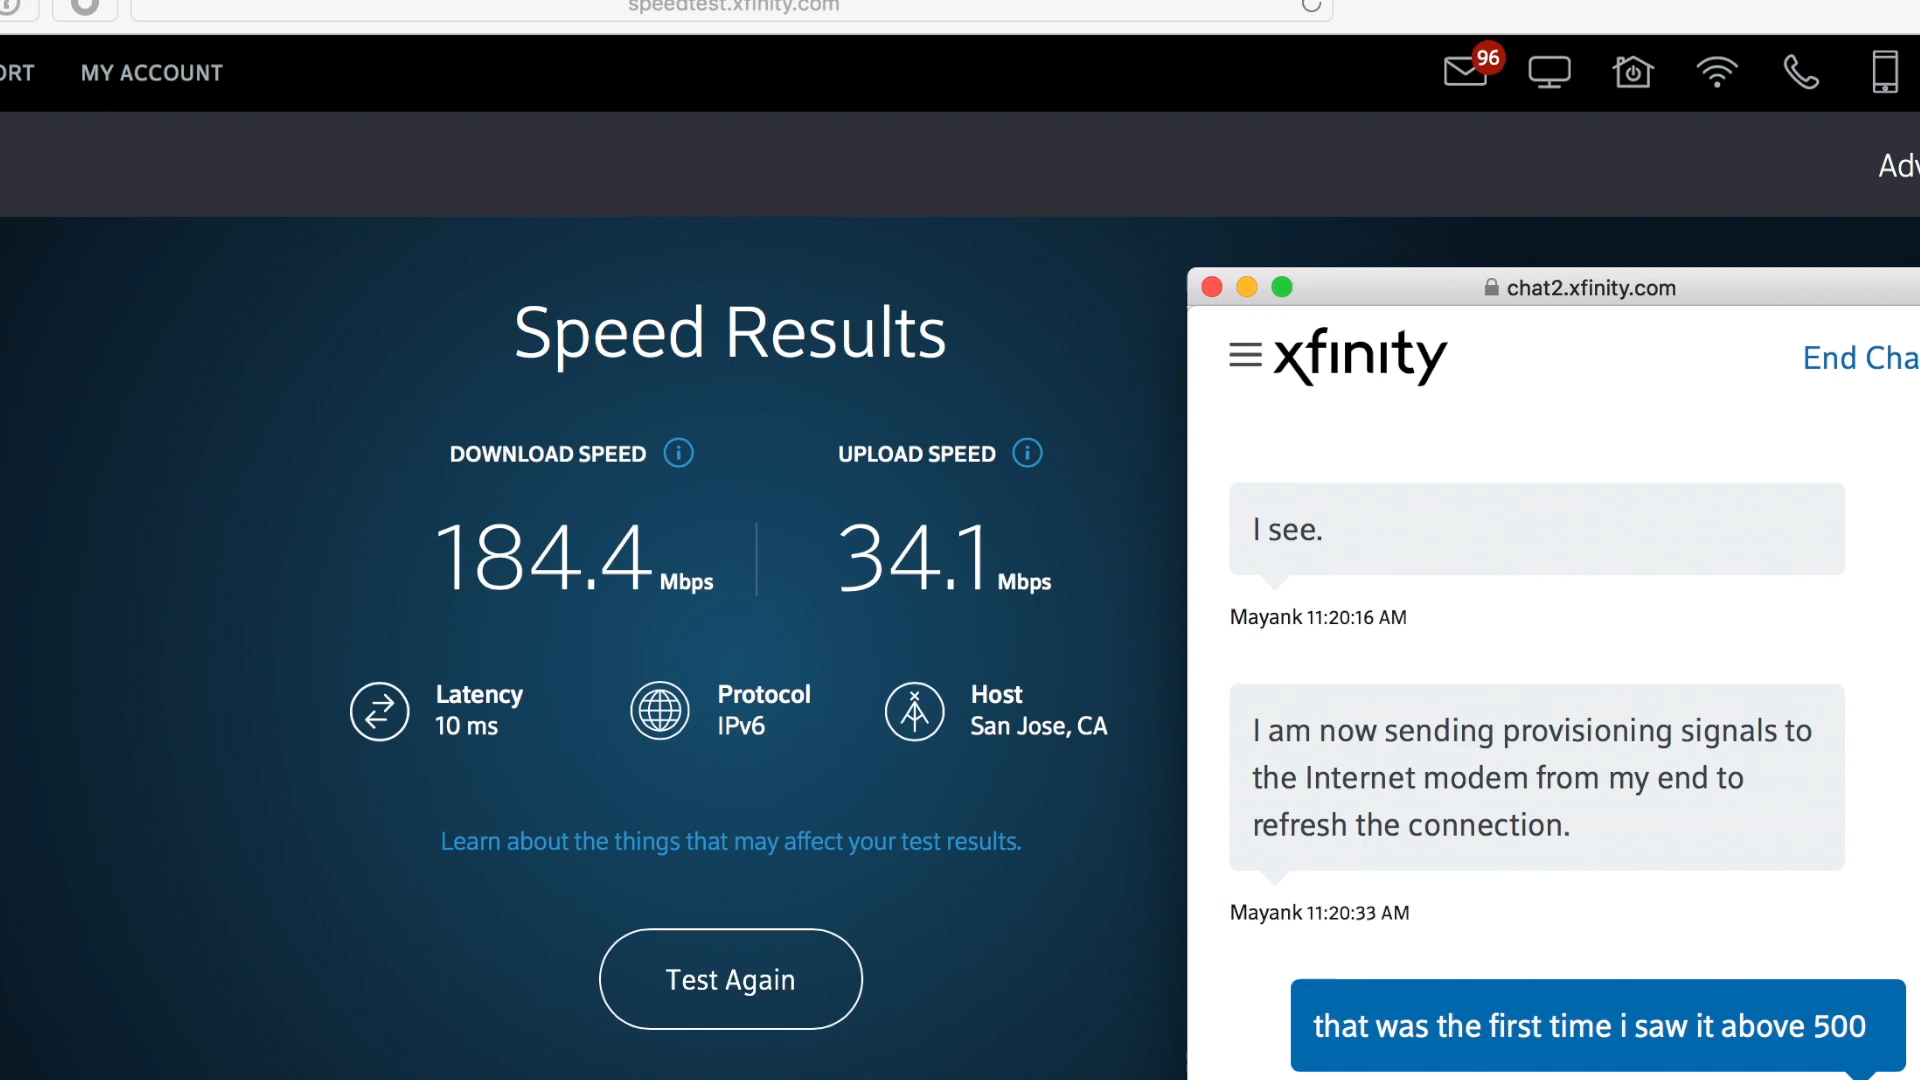 speedtest.xfinity.com
ORT MY ACCOUNT
96
Adv
Speed Results
DOWNLOAD SPEED
UPLOAD SPEED
184.4 Mbps
34.1 Mbps
Latency
10 ms
Protocol
IPv6
Host
San Jose, CA
Learn about the things that may affect your test results.
Test Again
chat2.xfinity.com
xfinity
End Cha
I see.
Mayank 11:20:16 AM
I am now sending provisioning signals to
the Internet modem from my end to
refresh the connection.
Mayank 11:20:33 AM
that was the first time i saw it above 500